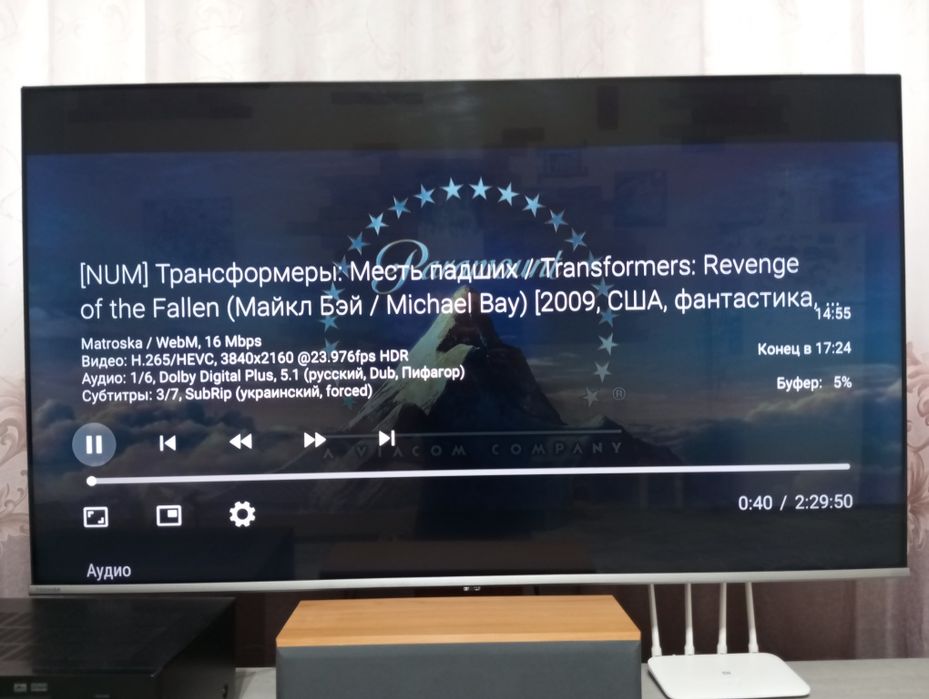 Paramount
[NUM] Трансформеры: Месть падших / Transformers: Revenge
of the Fallen (Майкл Бэй / Michael Bay) [2009, США, фантастика, ...
14:55
Matroska / WebM, 16 Mbps
Видео: H.265/HEVC, 3840x2160 @23.976fps HDR
Аудио: 1/6, Dolby Digital Plus, 5.1 (русский, Dub, Пифагор)
Субтитры: 3/7, SubRip (украинский, forced)
Конец в 17:24
Буфер: 5%
®
A VIACOM COMPANY
0:40 / 2:29:50
Аудио